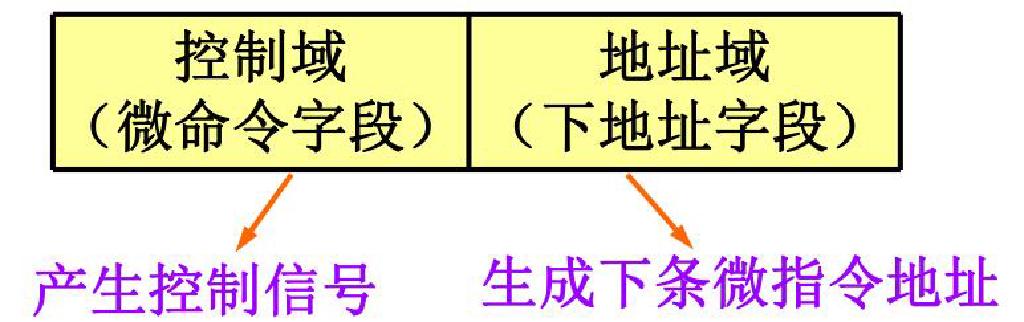 控制域
（微命令字段）
地址域
（下地址字段）
产生控制信号
生成下条微指令地址